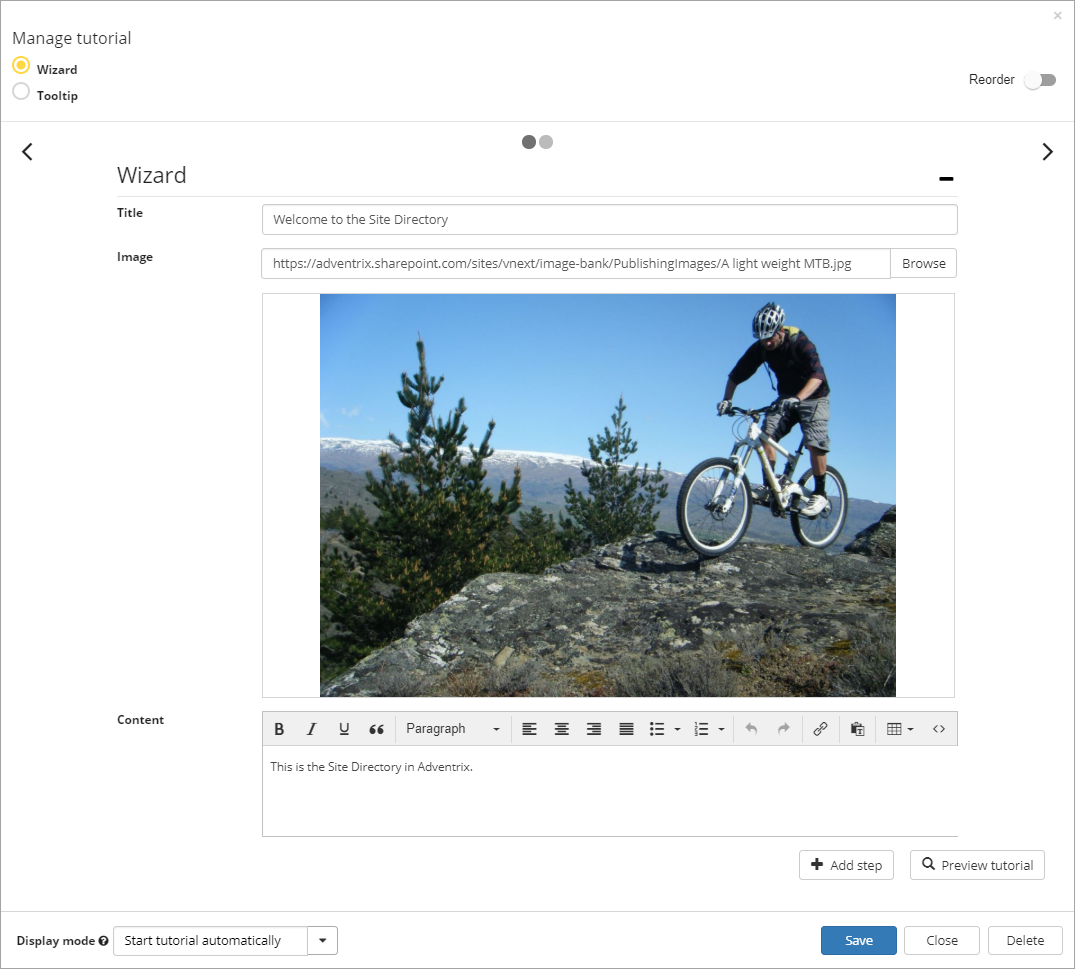 ×
Manage tutorial
Wizard
Tooltip
Reorder
Wizard
Title
Welcome to the Site Directory
Image
https://adventrix.sharepoint.com/sites/vnext/image-bank/PublishingImages/A light weight MTB.jpg
Browse
Content
B I U Paragraph
This is the Site Directory in Adventrix.
Add step
Preview tutorial
Display mode
Start tutorial automatically
Save
Close
Delete